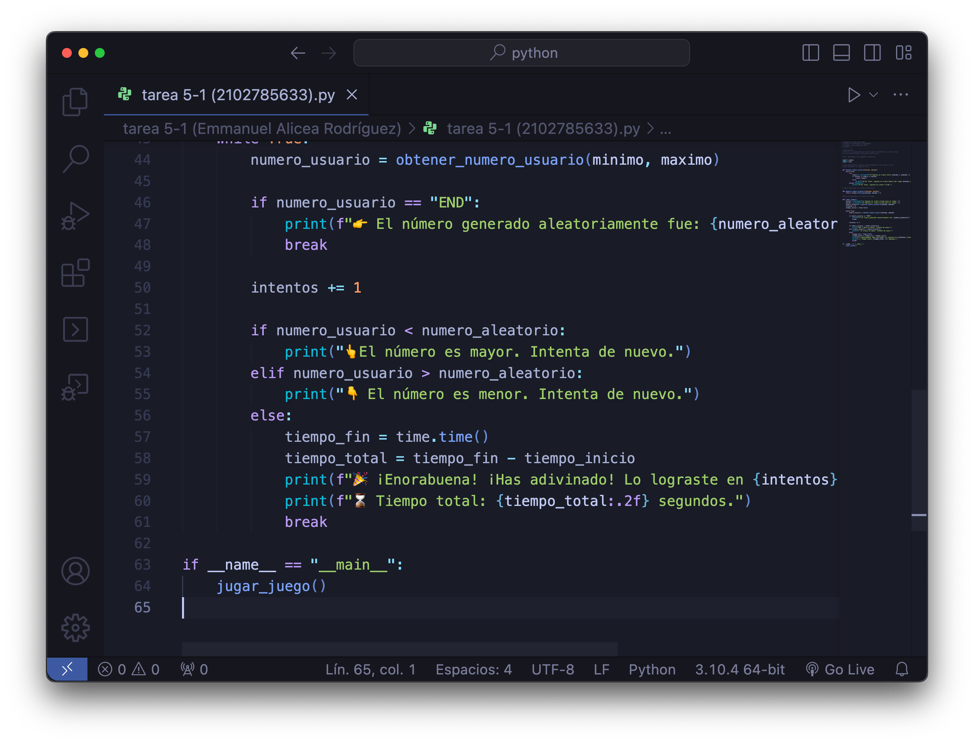 python
tarea 5-1 (2102785633).py
tarea 5-1 (Emmanuel Alicea Rodríguez) > tarea 5-1 (2102785633).py > ...
44 numero_usuario = obtener_numero_usuario(minimo, maximo)
45
46 if numero_usuario == "END":
47 print(f"👉 El número generado aleatoriamente fue: {numero_aleator
48 break
49
50 intentos += 1
51
52 if numero_usuario < numero_aleatorio:
53 print("👆El número es mayor. Intenta de nuevo.")
54 elif numero_usuario > numero_aleatorio:
55 print("👇 El número es menor. Intenta de nuevo.")
56 else:
57 tiempo_fin = time.time()
58 tiempo_total = tiempo_fin - tiempo_inicio
59 print(f"🎉 ¡Enorabuena! ¡Has adivinado! Lo lograste en {intentos}
60 print(f"⏳ Tiempo total: {tiempo_total:.2f} segundos.")
61 break
62
63 if __name__ == "__main__":
64 jugar_juego()
65
0 0 0 Lín. 65, col. 1 Espacios: 4 UTF-8 LF Python 3.10.4 64-bit Go Live